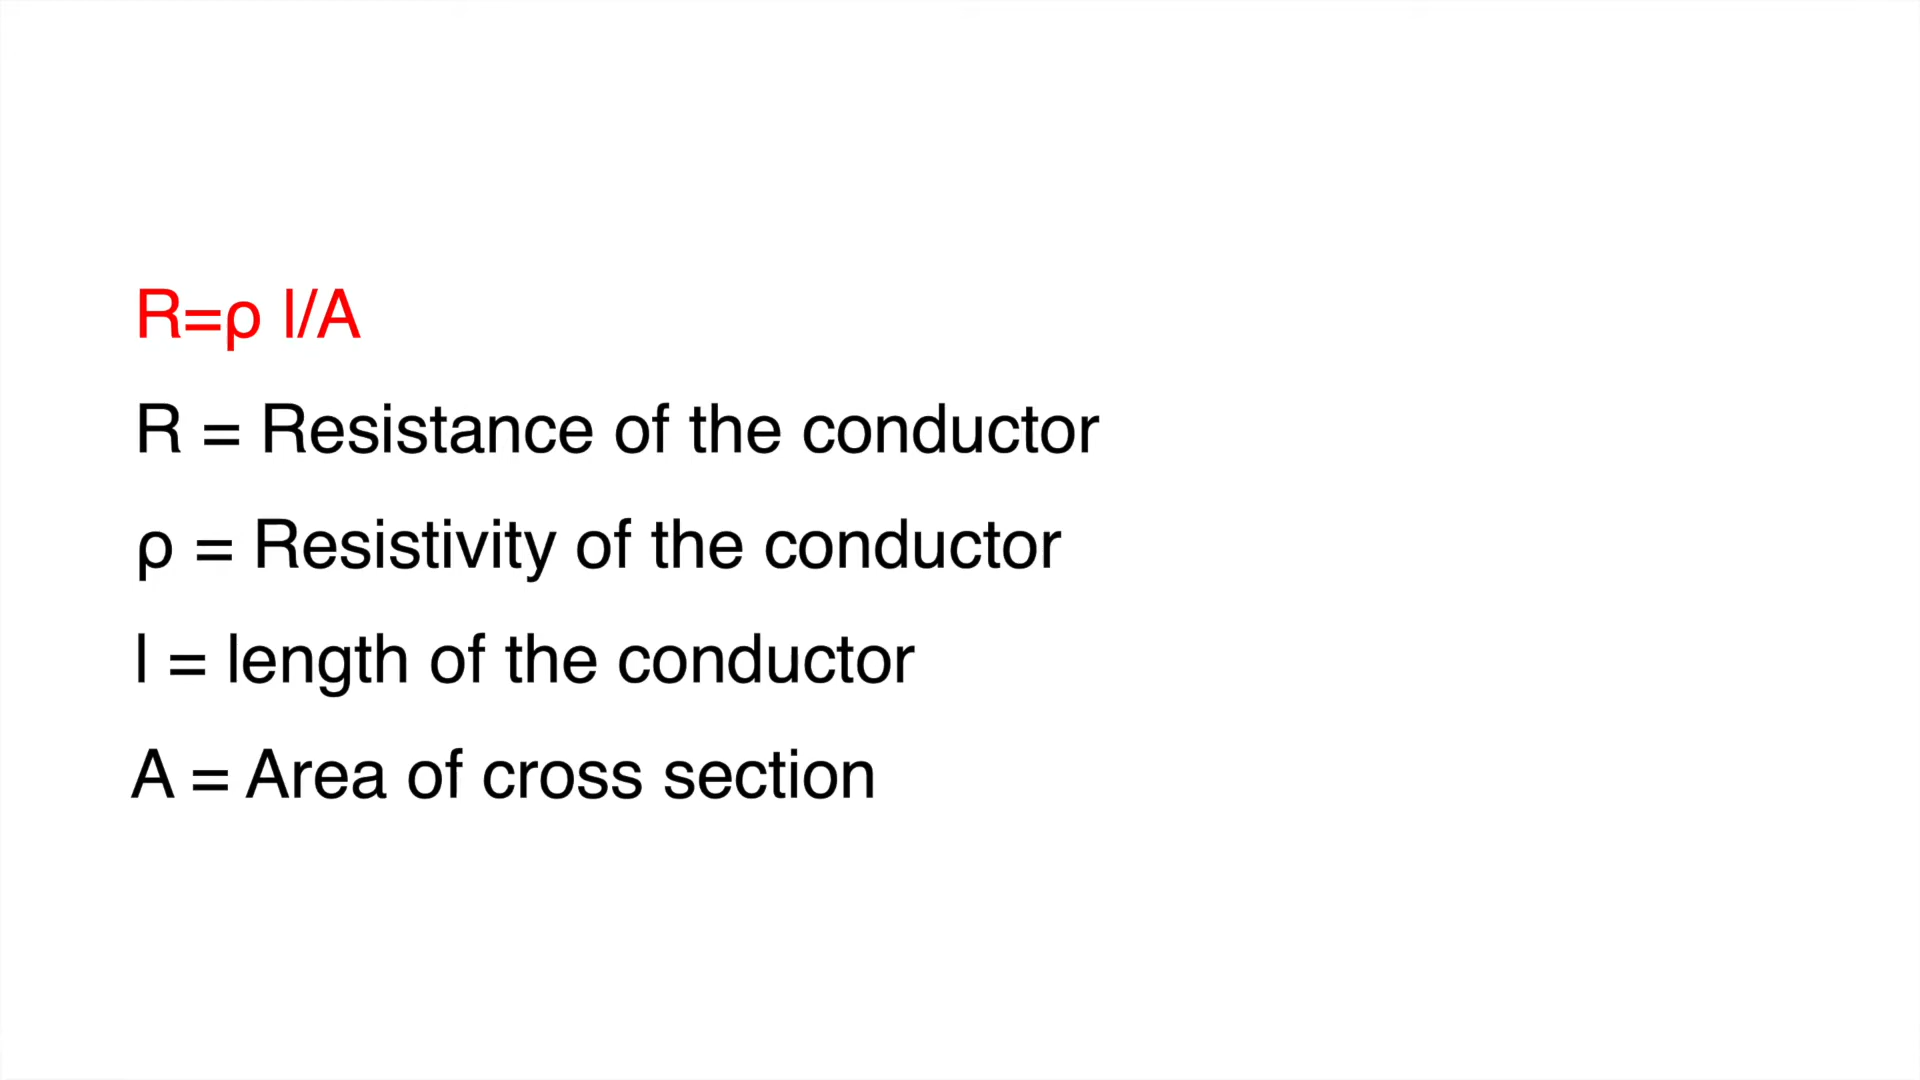 R=ρ l/A
R = Resistance of the conductor
ρ = Resistivity of the conductor
l = length of the conductor
A = Area of cross section